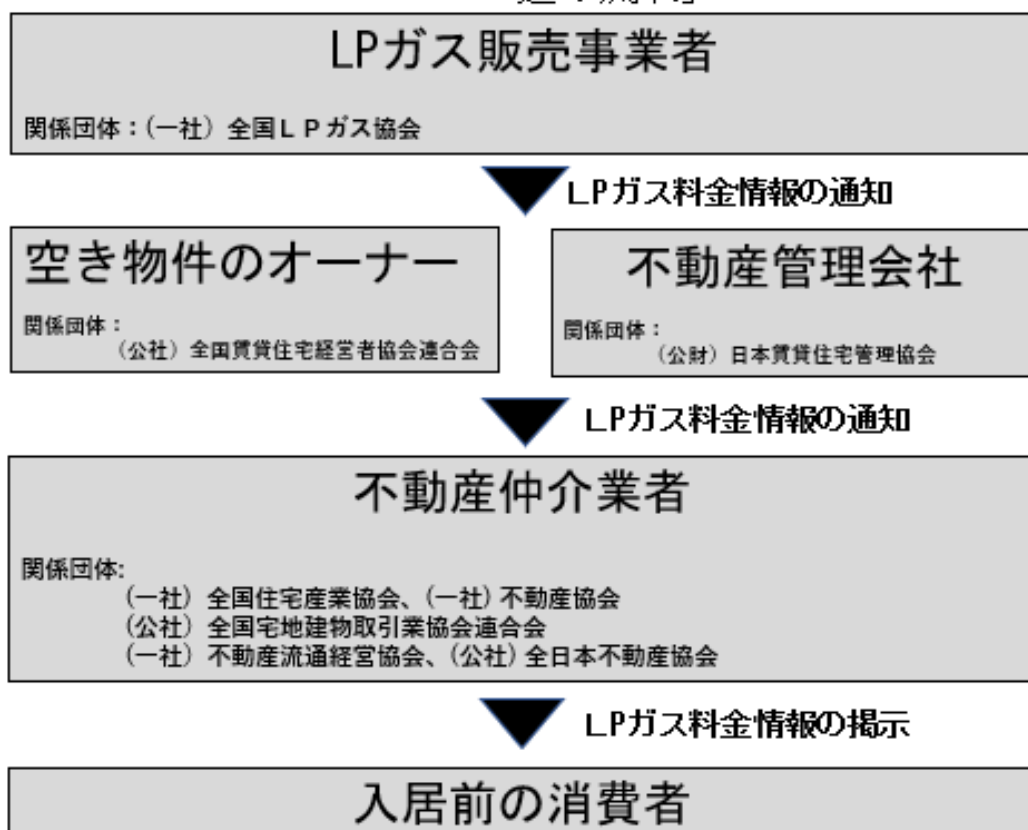 LPガス販売事業者
関係団体：(一社) 全国ＬＰガス協会
LPガス料金情報の通知
空き物件のオーナー
関係団体：
(公社) 全国賃貸住宅経営者協会連合会
不動産管理会社
関係団体：
(公財) 日本賃貸住宅管理協会
LPガス料金情報の通知
不動産仲介業者
関係団体:
(一社) 全国住宅産業協会、(一社) 不動産協会
(公社) 全国宅地建物取引業協会連合会
(一社) 不動産流通経営協会、(公社) 全日本不動産協会
LPガス料金情報の掲示
入居前の消費者